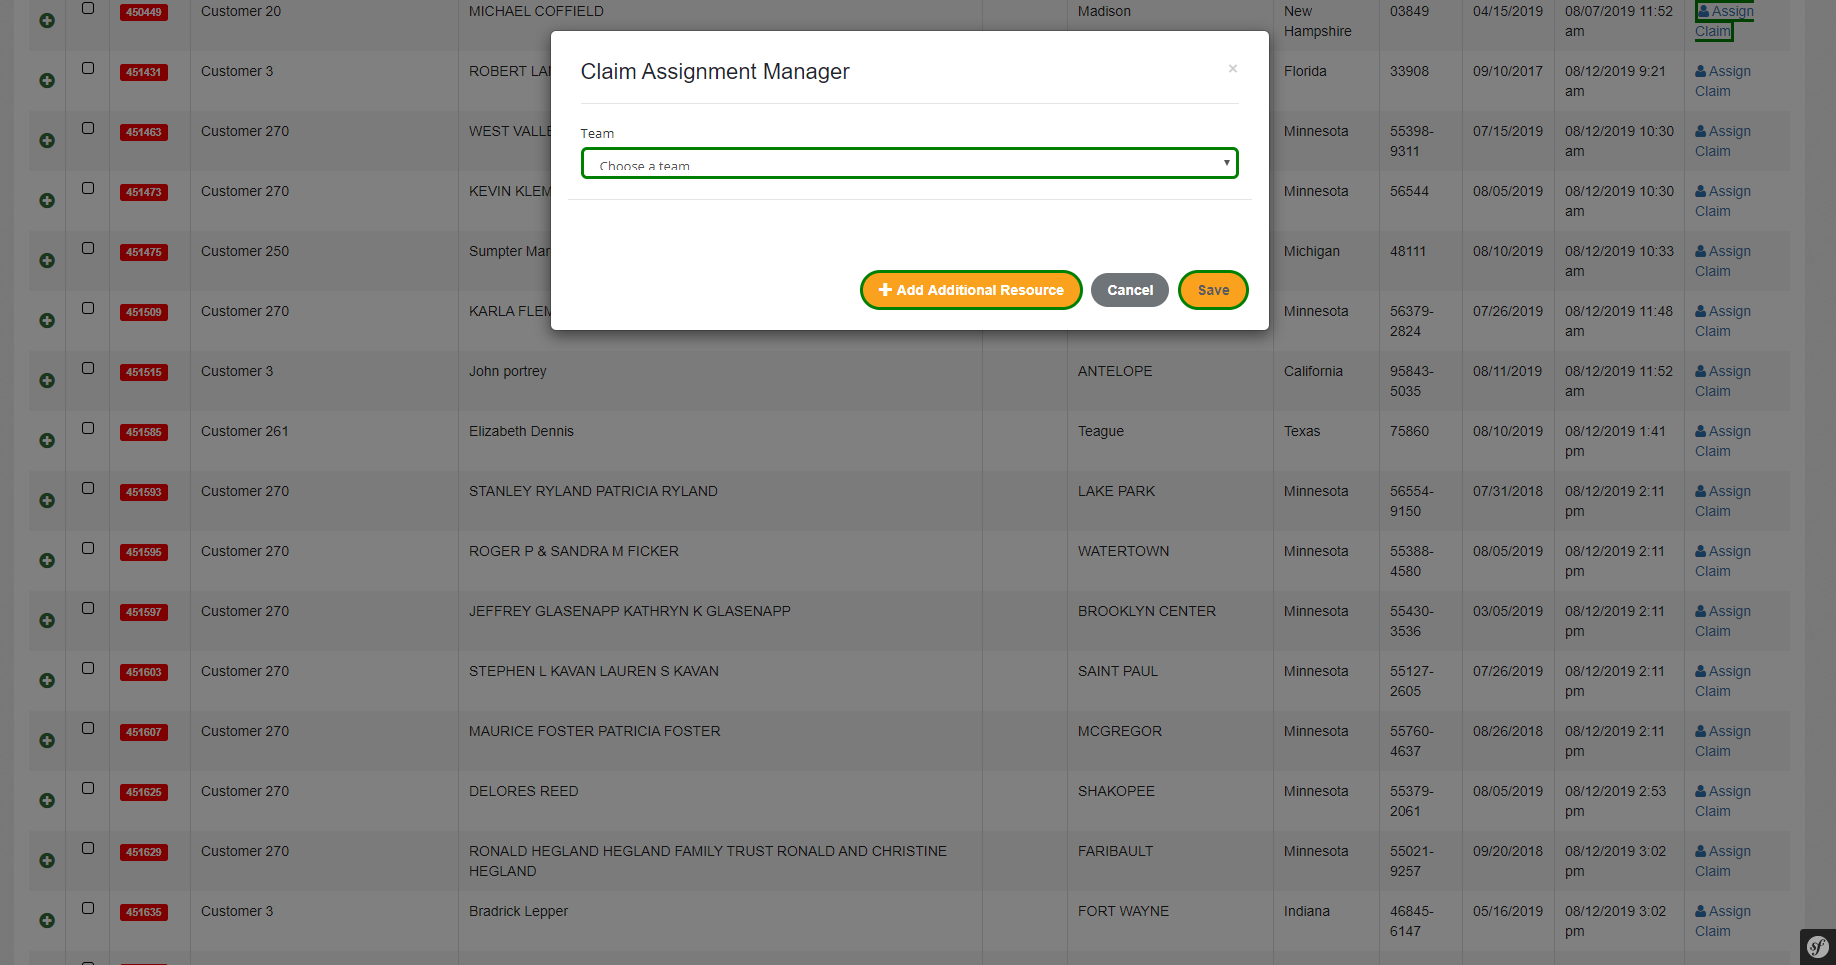 450449 Customer 20 MICHAEL COFFIELD Madison New Hampshire 03849 04/15/2019 08/07/2019 11:52 am Assign Claim
Claim Assignment Manager ×
Team
Choose a team
Add Additional Resource Cancel Save
451431 Customer 3 ROBERT Florida 33908 09/10/2017 08/12/2019 9:21 am Assign Claim
451463 Customer 270 WEST Minnesota 55398-9311 07/15/2019 08/12/2019 10:30 am Assign Claim
451473 Customer 270 KEVIN Minnesota 56544 08/05/2019 08/12/2019 10:30 am Assign Claim
451475 Customer 250 Sumpter Michigan 48111 08/10/2019 08/12/2019 10:33 am Assign Claim
451509 Customer 270 KARLA Minnesota 56379-2824 07/26/2019 08/12/2019 11:48 am Assign Claim
451515 Customer 3 John portrey ANTELOPE California 95843-5035 08/11/2019 08/12/2019 11:52 am Assign Claim
451585 Customer 261 Elizabeth Dennis Teague Texas 75860 08/10/2019 08/12/2019 1:41 pm Assign Claim
451593 Customer 270 STANLEY RYLAND PATRICIA RYLAND LAKE PARK Minnesota 56554-9150 07/31/2018 08/12/2019 2:11 pm Assign Claim
451595 Customer 270 ROGER P & SANDRA M FICKER WATERTOWN Minnesota 55388-4580 08/05/2019 08/12/2019 2:11 pm Assign Claim
451597 Customer 270 JEFFREY GLASENAPP KATHRYN K GLASENAPP BROOKLYN CENTER Minnesota 55430-3536 03/05/2019 08/12/2019 2:11 pm Assign Claim
451603 Customer 270 STEPHEN L KAVAN LAUREN S KAVAN SAINT PAUL Minnesota 55127-2605 07/26/2019 08/12/2019 2:11 pm Assign Claim
451607 Customer 270 MAURICE FOSTER PATRICIA FOSTER MCGREGOR Minnesota 55760-4637 08/26/2018 08/12/2019 2:11 pm Assign Claim
451625 Customer 270 DELORES REED SHAKOPEE Minnesota 55379-2061 08/05/2019 08/12/2019 2:53 pm Assign Claim
451629 Customer 270 RONALD HEGLAND HEGLAND FAMILY TRUST RONALD AND CHRISTINE HEGLAND FARIBAULT Minnesota 55021-9257 09/20/2018 08/12/2019 3:02 pm Assign Claim
451635 Customer 3 Bradrick Lepper FORT WAYNE Indiana 46845-6147 05/16/2019 08/12/2019 3:02 pm Assign Claim
sf